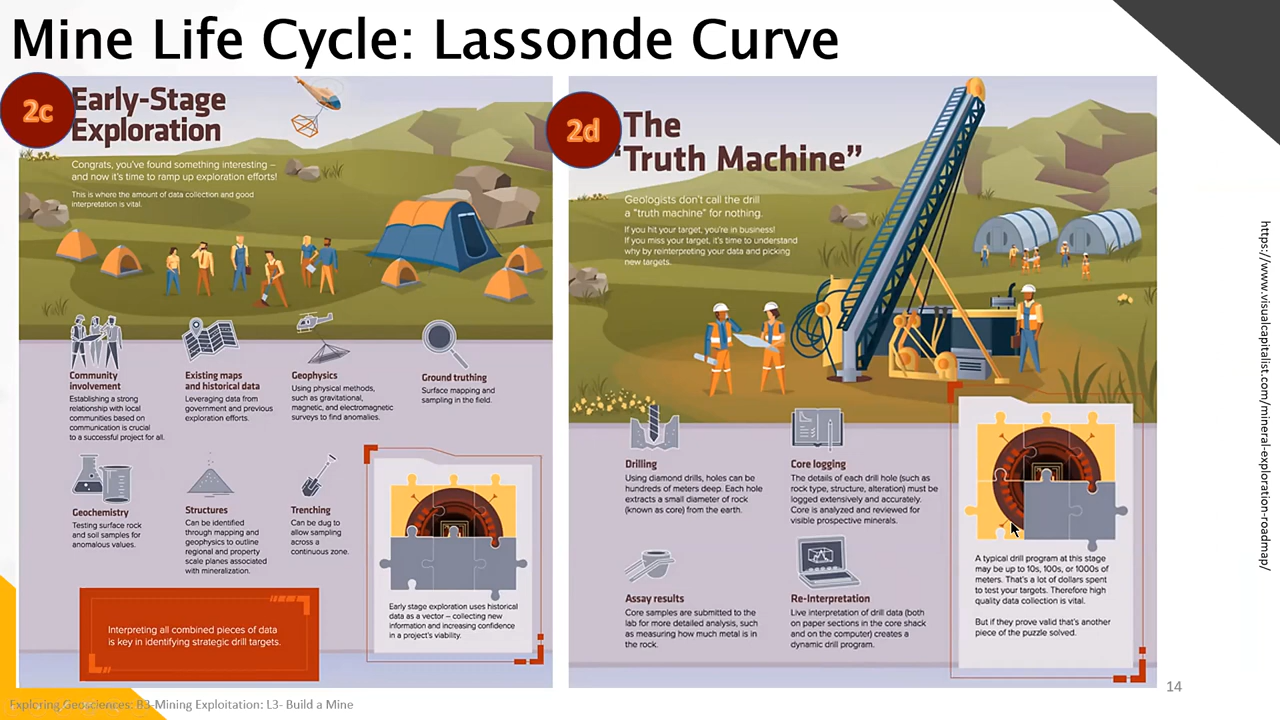 Mine Life Cycle: Lassonde Curve
2c
Early-Stage
Exploration
Congrats, you've found something interesting –
and now it's time to ramp up exploration efforts!
This is where the amount of data collection and good
interpretation is vital.
Community
involvement
Establishing a strong
relationship with local
communities based on
communication is crucial
to a successful project for all.
Existing maps
and historical data
Leveraging data from
government and previous
exploration efforts.
Geophysics
Using physical methods,
such as gravitational,
magnetic, and electromagnetic
surveys to find anomalies.
Ground truthing
Surface mapping and
sampling in the field.
Geochemistry
Testing surface rock
and soil samples for
anomalous values.
Structures
Can be identified
through mapping and
geophysics to outline
regional and property
scale planes associated
with mineralization.
Trenching
Can be dug to
allow sampling
across a
continuous zone.
Interpreting all combined pieces of data
is key in identifying strategic drill targets.
Early stage exploration uses historical
data as a vector – collecting new
information and increasing confidence
in a project's viability.
2d
The
"Truth Machine"
Geologists don't call the drill
a "truth machine" for nothing.
If you hit your target, you're in business!
If you miss your target, it's time to understand
why by reinterpreting your data and picking
new targets.
Drilling
Using diamond drills, holes can be
hundreds of meters deep. Each hole
extracts a small diameter of rock
(known as core) from the earth.
Core logging
The details of each drill hole (such as
rock type, structure, alteration) must be
logged extensively and accurately.
Core is analyzed and reviewed for
visible prospective minerals.
Assay results
Core samples are submitted to the
lab for more detailed analysis, such
as measuring how much metal is in
the rock.
Re-Interpretation
Live interpretation of drill data (both
on paper sections in the core shack
and on the computer) creates a
dynamic drill program.
A typical drill program at this stage
may be up to 10s, 100s, or 1000s of
meters. That's a lot of dollars spent
to test your targets. Therefore high
quality data collection is vital.
But if they prove valid that's another
piece of the puzzle solved.
https://www.visualcapitalist.com/mineral-exploration-roadmap/
14
Exploring Geosciences: B3-Mining Exploitation: L3- Build a Mine